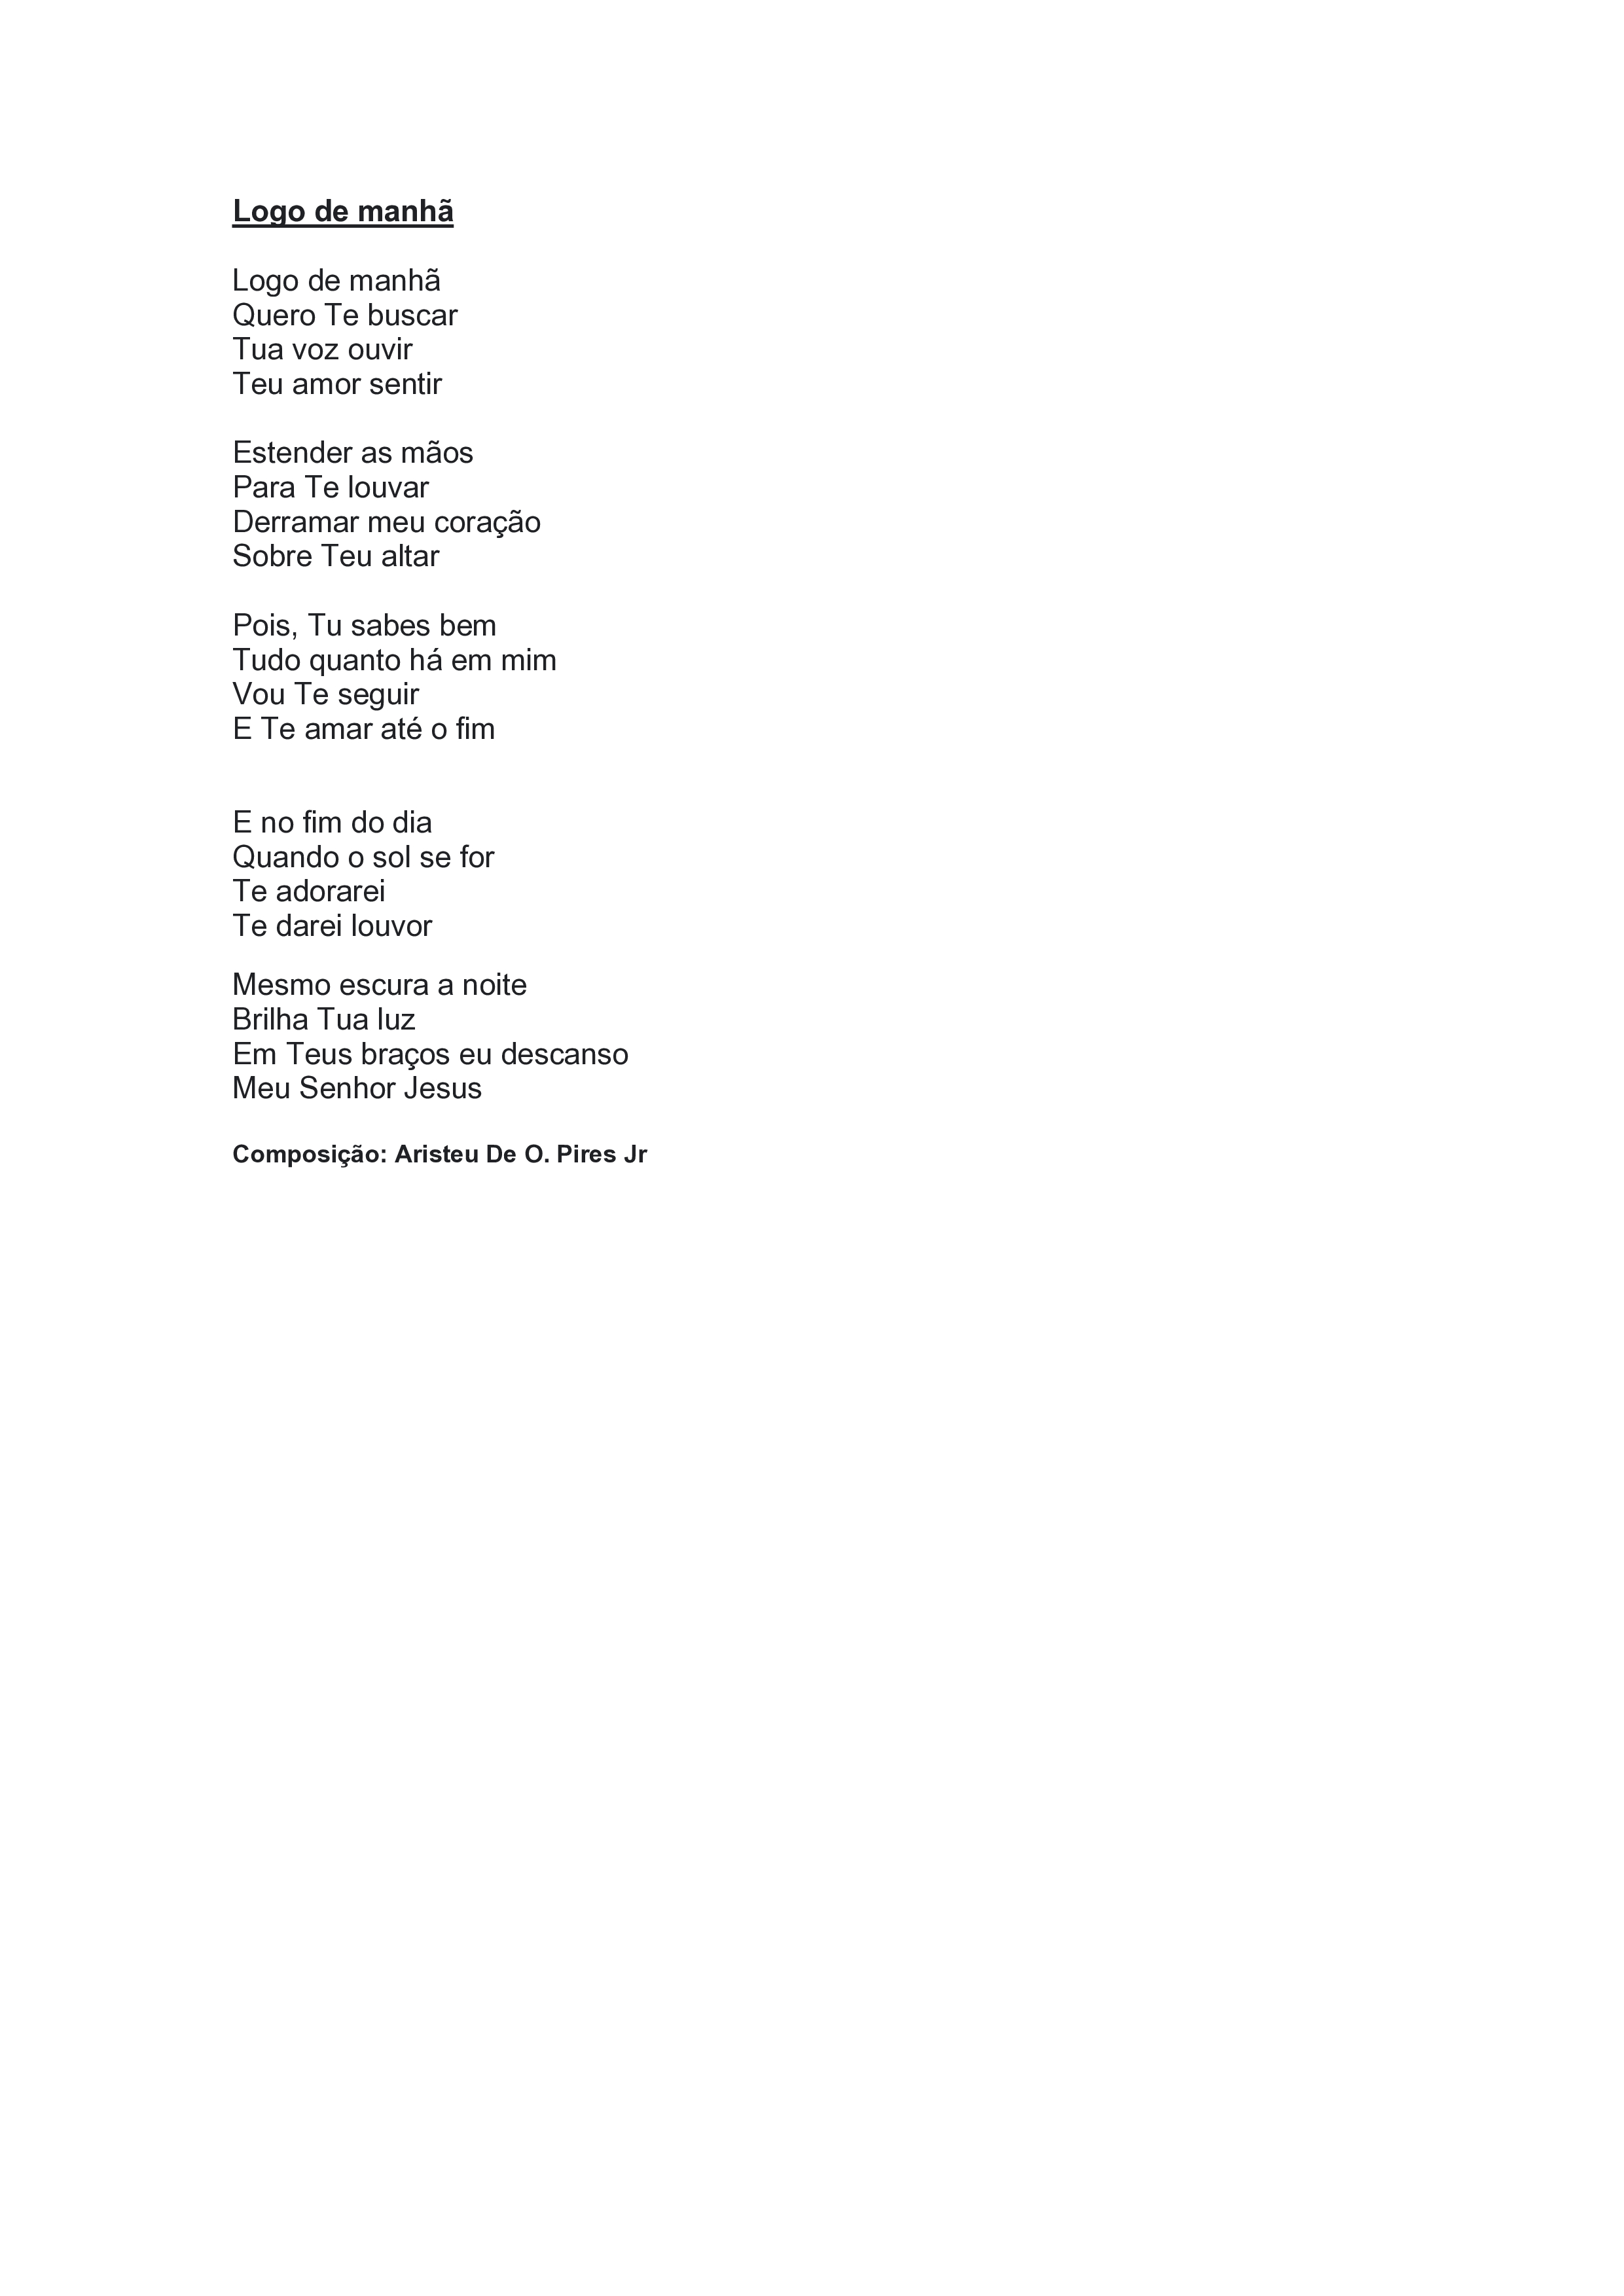 Logo de manhã
Logo de manhã
Quero Te buscar
Tua voz ouvir
Teu amor sentir
Estender as mãos
Para Te louvar
Derramar meu coração
Sobre Teu altar
Pois, Tu sabes bem
Tudo quanto há em mim
Vou Te seguir
E Te amar até o fim
E no fim do dia
Quando o sol se for
Te adorarei
Te darei louvor
Mesmo escura a noite
Brilha Tua luz
Em Teus braços eu descanso
Meu Senhor Jesus
Composição: Aristeu De O. Pires Jr